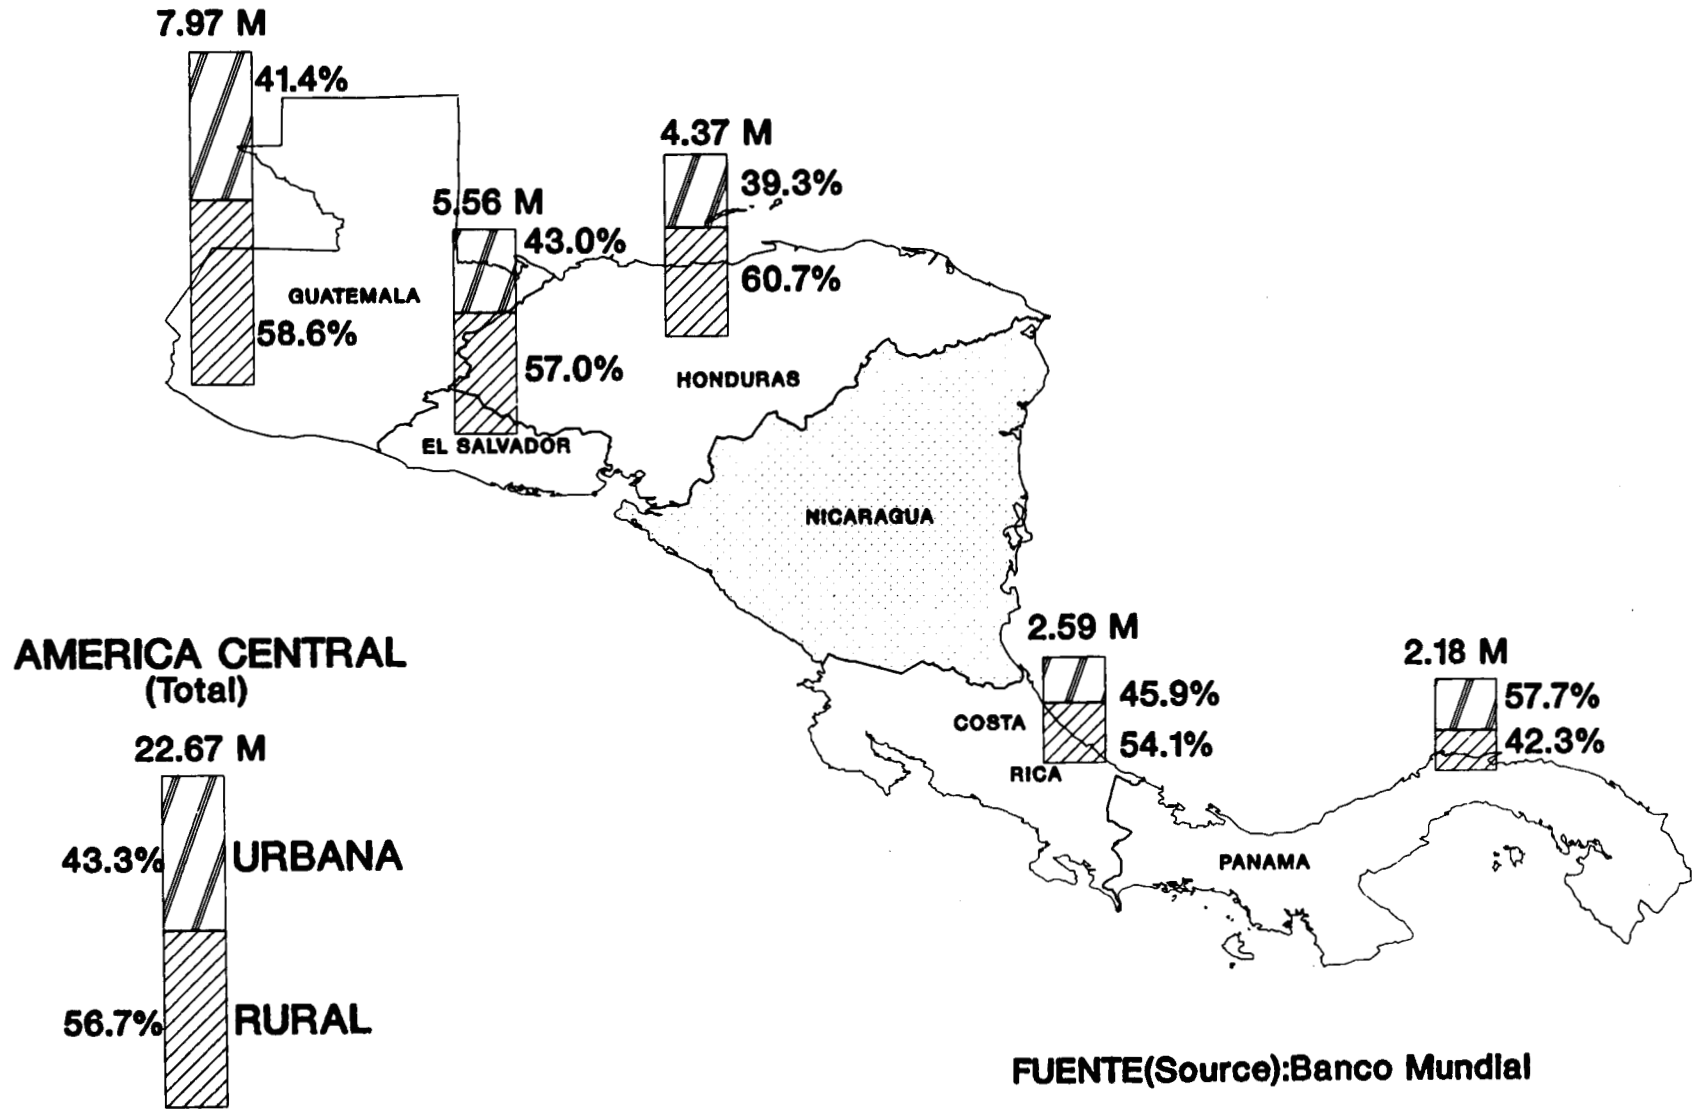 7.97 M
41.4%
58.6%
GUATEMALA
5.56 M
43.0%
57.0%
EL SALVADOR
4.37 M
39.3%
60.7%
HONDURAS
NICARAGUA
2.59 M
45.9%
54.1%
COSTA
RICA
2.18 M
57.7%
42.3%
PANAMA
AMERICA CENTRAL
(Total)
22.67 M
43.3% URBANA
56.7% RURAL
FUENTE(Source):Banco Mundial